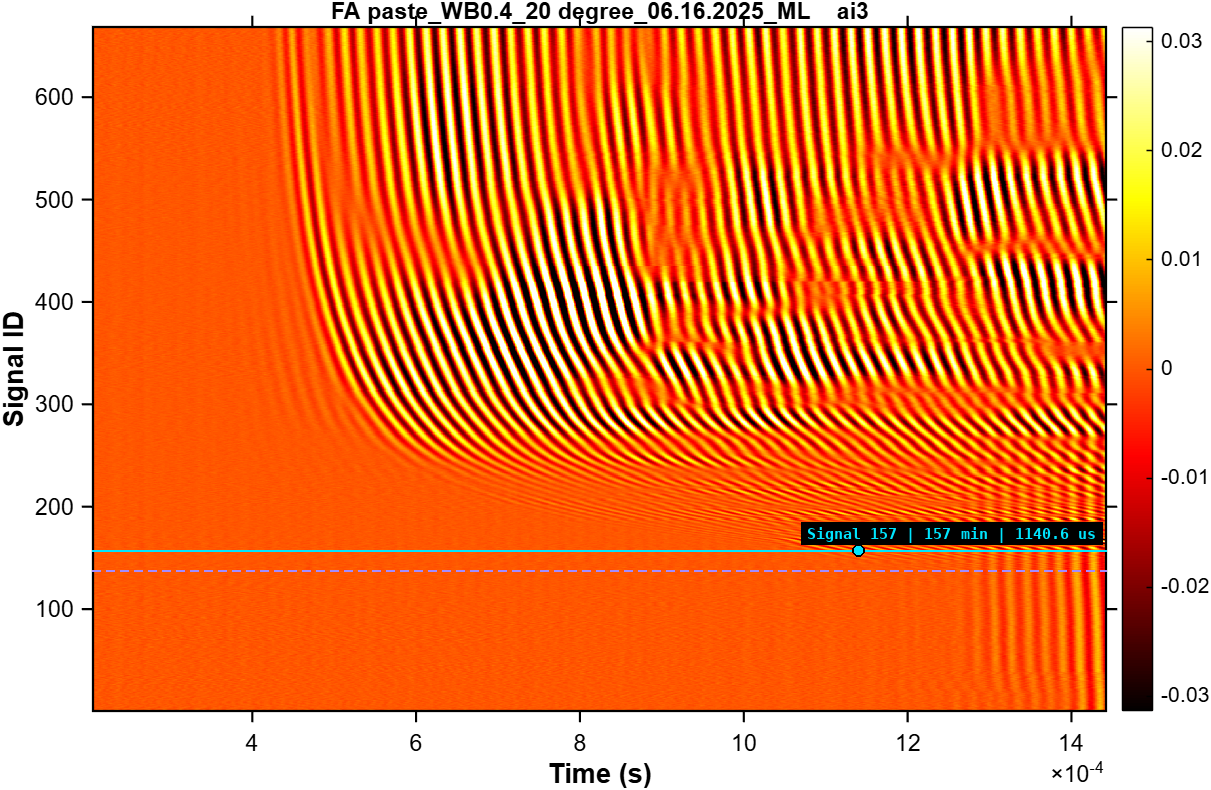 FA paste_WB0.4_20 degree_06.16.2025_ML ai3
600
500
400
300
200
100
Signal ID
Signal 157 | 157 min | 1140.6 us
4 6 8 10 12 14
Time (s)
×10-4
0.03
0.02
0.01
0
-0.01
-0.02
-0.03